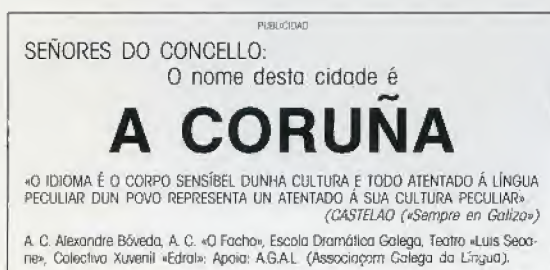 PUBLICIDAD
SEÑORES DO CONCELLO:
O nome desta cidade é
A CORUÑA
«O IDIOMA É O CORPO SENSÍBEL DUNHA CULTURA E TODO ATENTADO Á LÍNGUA
PECULIAR DUN POVO REPRESENTA UN ATENTADO Á SUA CULTURA PECULIAR»
(CASTELAO («Sempre en Galiza»)
A. C. Alexandre Bóveda, A. C. «O Facho», Escola Dramática Galega, Teatro «Luis Seoa-
ne», Colectivo Xuvenil «Edral»: Apoia: A.G.A.L. (Associaçom Galega da Língua).